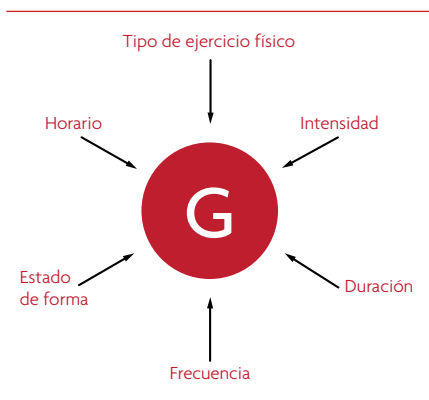 Tipo de ejercicio físico
Horario
Intensidad
G
Estado
de forma
Duración
Frecuencia